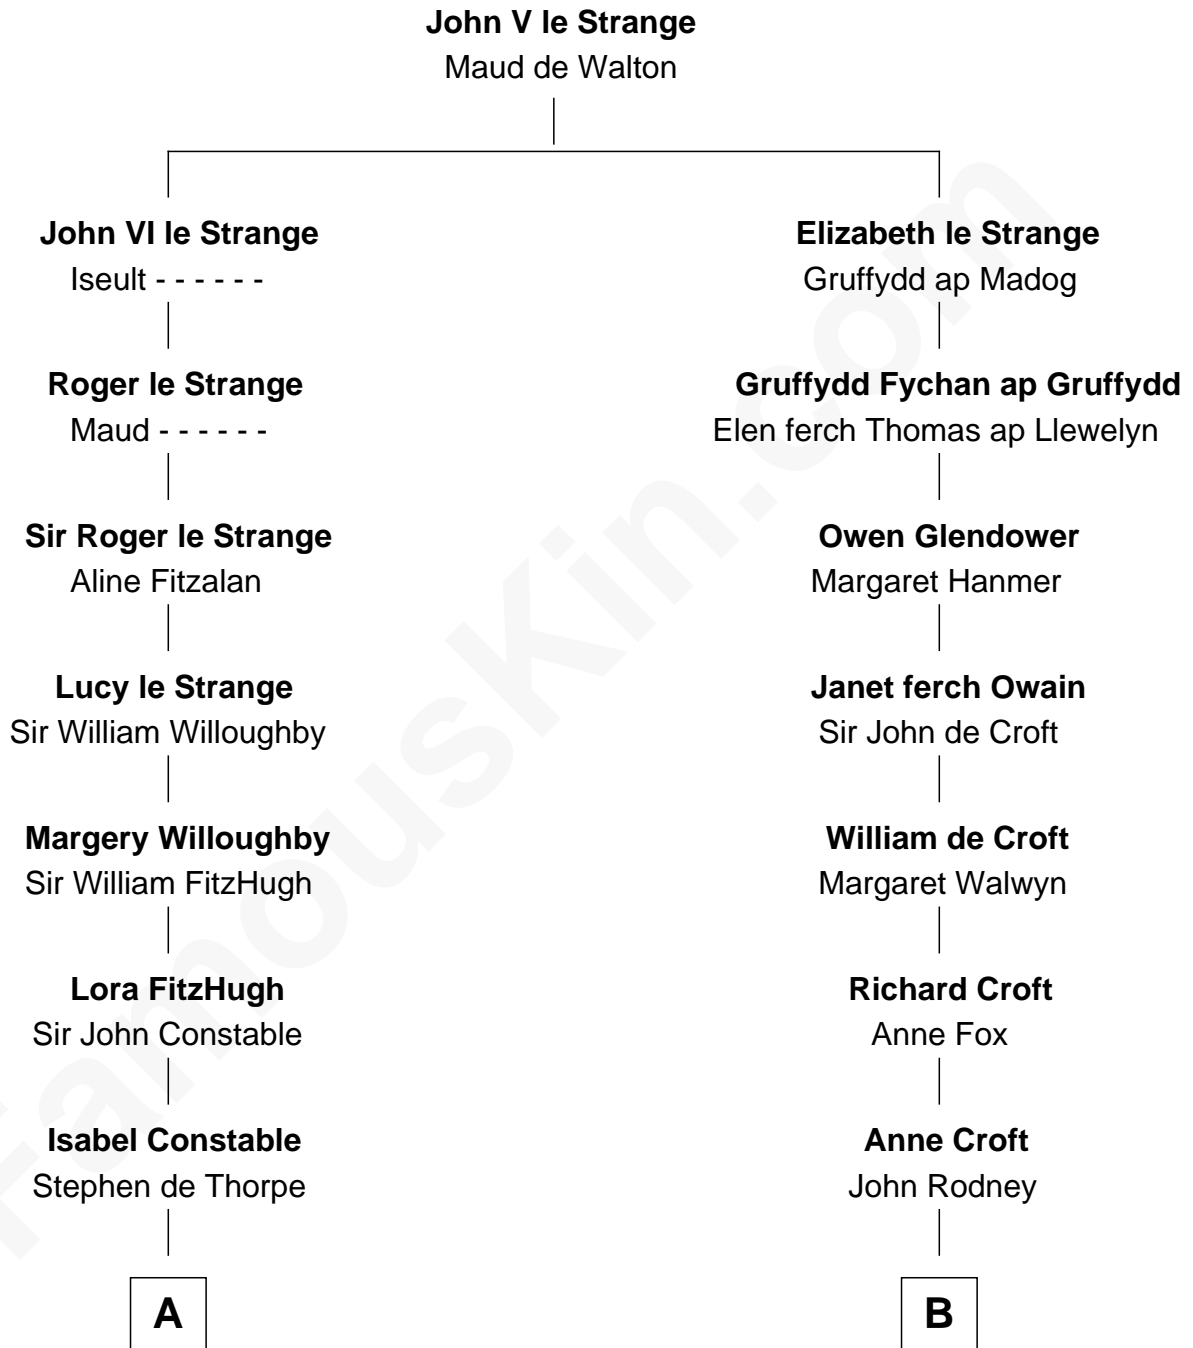 John V le Strange
Maud de Walton
John VI le Strange
Iseult - - - - - -
Elizabeth le Strange
Gruffydd ap Madog
Roger le Strange
Maud - - - - - -
Gruffydd Fychan ap Gruffydd
Elen ferch Thomas ap Llewelyn
Sir Roger le Strange
Aline Fitzalan
Owen Glendower
Margaret Hanmer
Lucy le Strange
Sir William Willoughby
Janet ferch Owain
Sir John de Croft
Margery Willoughby
Sir William FitzHugh
William de Croft
Margaret Walwyn
Lora FitzHugh
Sir John Constable
Richard Croft
Anne Fox
Isabel Constable
Stephen de Thorpe
Anne Croft
John Rodney
A
B
FamousKin.com